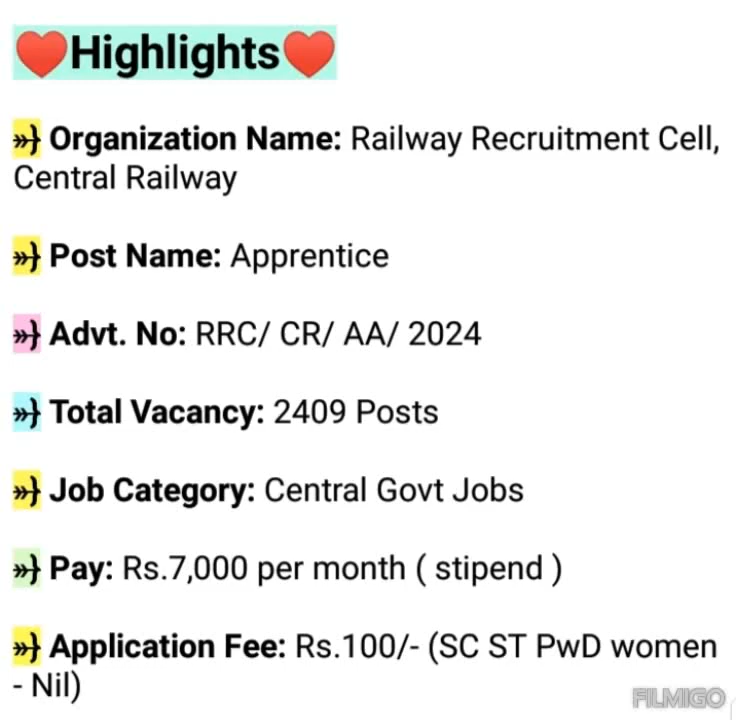 ❤️Highlights❤️
»} Organization Name: Railway Recruitment Cell,
Central Railway
»} Post Name: Apprentice
»} Advt. No: RRC/ CR/ AA/ 2024
»} Total Vacancy: 2409 Posts
»} Job Category: Central Govt Jobs
»} Pay: Rs.7,000 per month ( stipend )
»} Application Fee: Rs.100/- (SC ST PwD women
- Nil)
FILMIGO